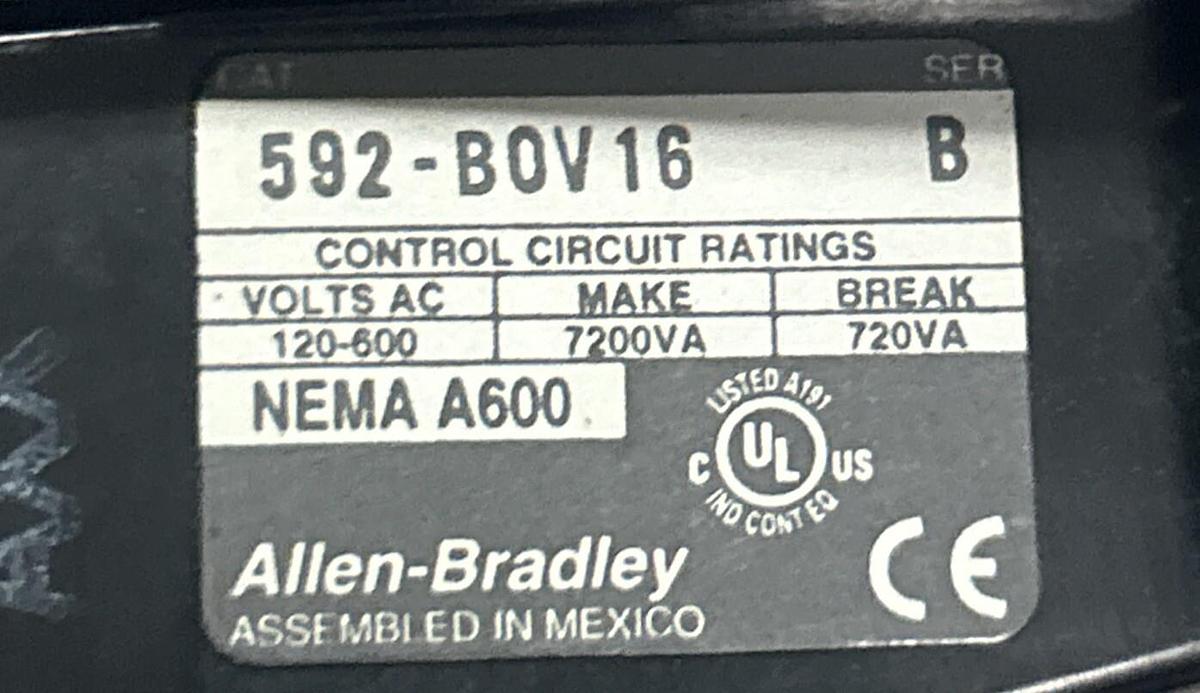 CAT SER
592-BOV16 B
CONTROL CIRCUIT RATINGS
VOLTS AC MAKE BREAK
120-600 7200VA 720VA
NEMA A600
LISTED A191
C UL US
IND CONT EQ
Allen-Bradley
CE
ASSEMBLED IN MEXICO